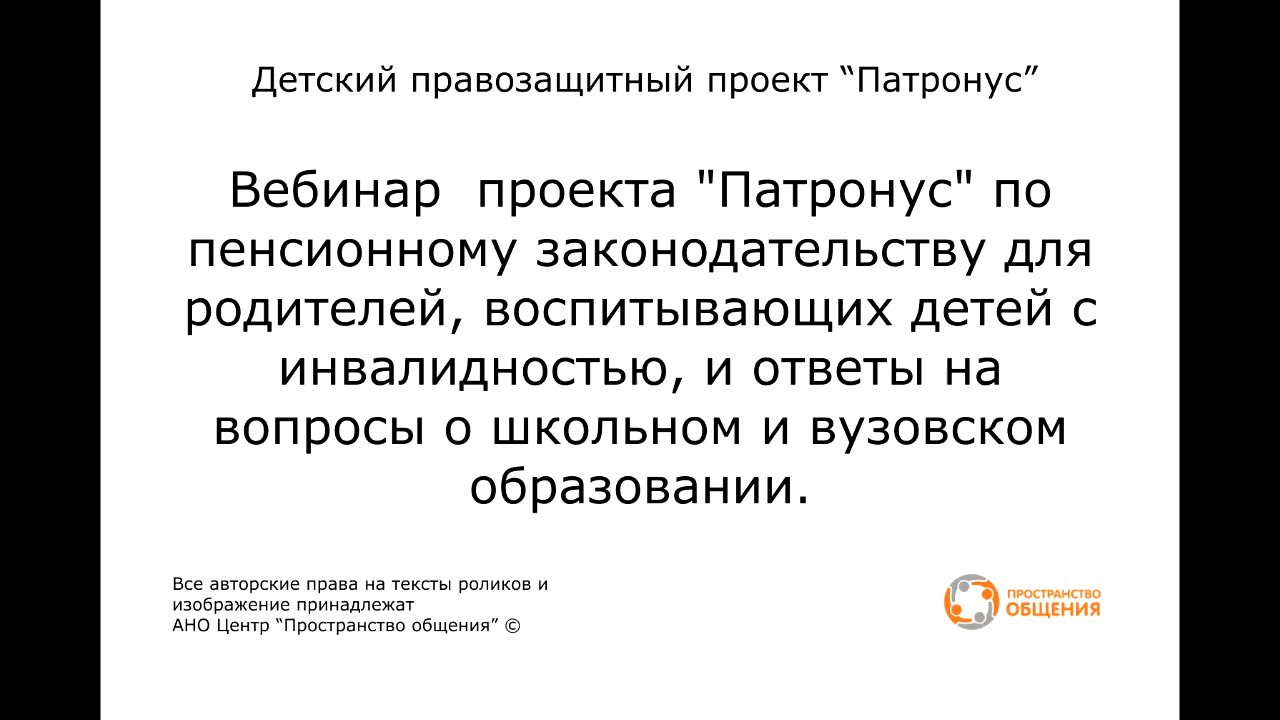 Детский правозащитный проект “Патронус”
Вебинар  проекта "Патронус" по
пенсионному законодательству для
родителей, воспитывающих детей с
инвалидностью, и ответы на
вопросы о школьном и вузовском
образовании.
Все авторские права на тексты роликов и
изображение принадлежат
АНО Центр “Пространство общения” ©
ПРОСТРАНСТВО
ОБЩЕНИЯ